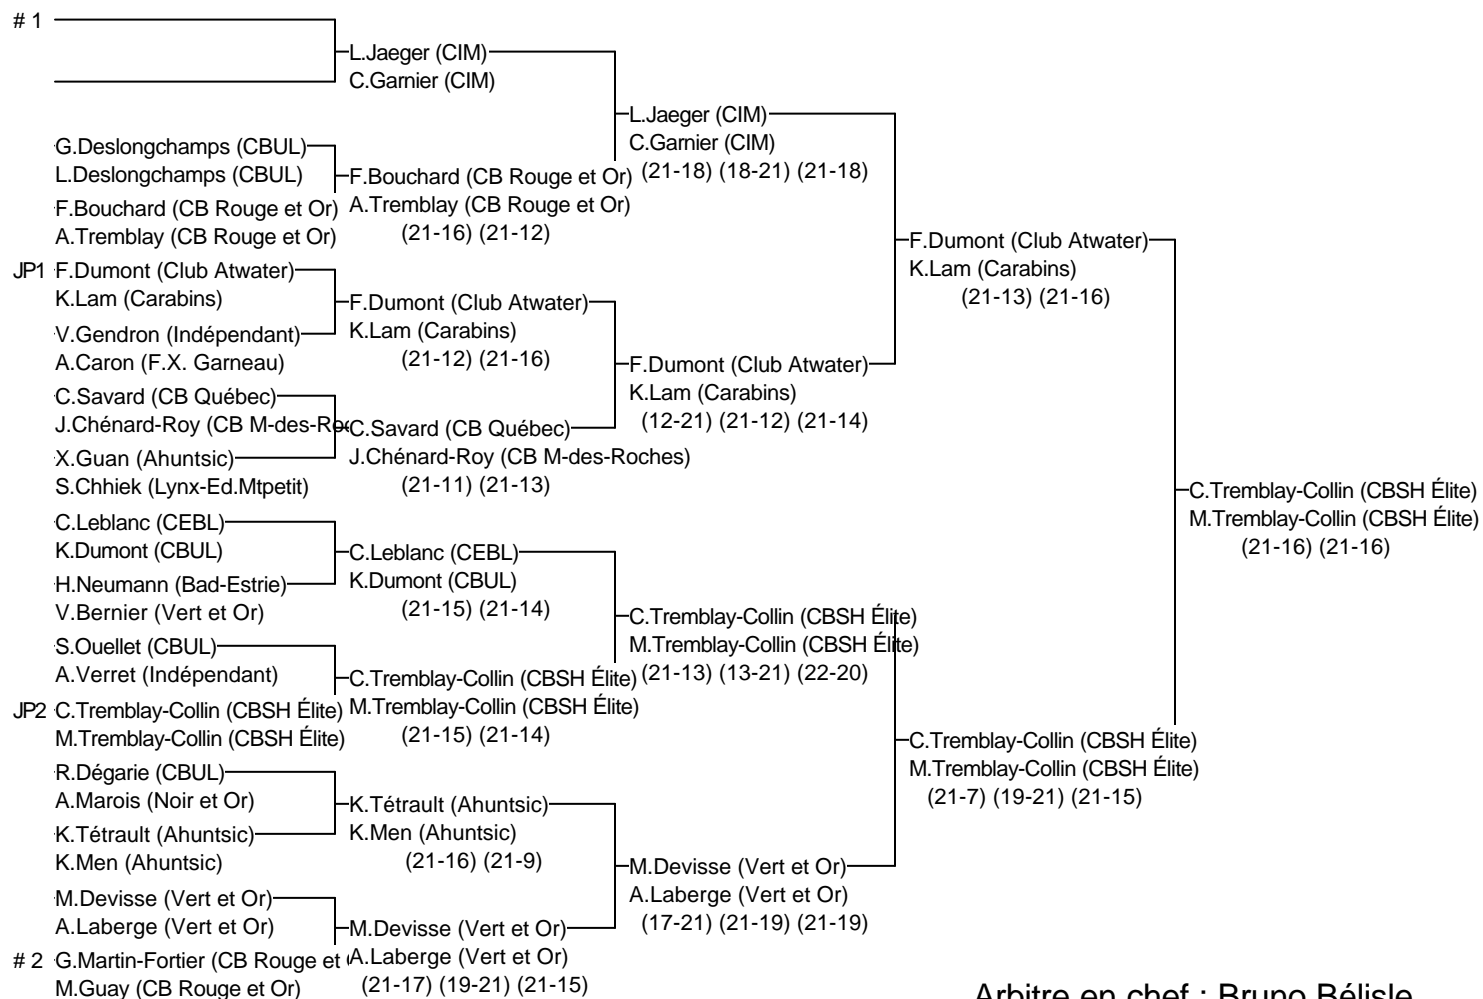 # 1
L.Jaeger (CIM)
C.Garnier (CIM)
L.Jaeger (CIM)
C.Garnier (CIM)
(21-18) (18-21) (21-18)
G.Deslongchamps (CBUL)
L.Deslongchamps (CBUL)
F.Bouchard (CB Rouge et Or)
A.Tremblay (CB Rouge et Or)
F.Bouchard (CB Rouge et Or)
A.Tremblay (CB Rouge et Or)
(21-16) (21-12)
F.Dumont (Club Atwater)
K.Lam (Carabins)
(21-13) (21-16)
JP1 F.Dumont (Club Atwater)
K.Lam (Carabins)
F.Dumont (Club Atwater)
K.Lam (Carabins)
(21-12) (21-16)
V.Gendron (Indépendant)
A.Caron (F.X. Garneau)
F.Dumont (Club Atwater)
K.Lam (Carabins)
(12-21) (21-12) (21-14)
C.Savard (CB Québec)
J.Chénard-Roy (CB M-des-Ro
C.Savard (CB Québec)
J.Chénard-Roy (CB M-des-Roches)
(21-11) (21-13)
X.Guan (Ahuntsic)
S.Chhiek (Lynx-Ed.Mtpetit)
C.Tremblay-Collin (CBSH Élite)
M.Tremblay-Collin (CBSH Élite)
(21-16) (21-16)
C.Leblanc (CEBL)
K.Dumont (CBUL)
C.Leblanc (CEBL)
K.Dumont (CBUL)
(21-15) (21-14)
H.Neumann (Bad-Estrie)
V.Bernier (Vert et Or)
C.Tremblay-Collin (CBSH Élite)
M.Tremblay-Collin (CBSH Élite)
(21-13) (13-21) (22-20)
S.Ouellet (CBUL)
A.Verret (Indépendant)
C.Tremblay-Collin (CBSH Élite)
M.Tremblay-Collin (CBSH Élite)
(21-15) (21-14)
JP2 C.Tremblay-Collin (CBSH Élite)
M.Tremblay-Collin (CBSH Élite)
C.Tremblay-Collin (CBSH Élite)
M.Tremblay-Collin (CBSH Élite)
(21-7) (19-21) (21-15)
R.Dégarie (CBUL)
A.Marois (Noir et Or)
K.Tétrault (Ahuntsic)
K.Men (Ahuntsic)
(21-16) (21-9)
K.Tétrault (Ahuntsic)
K.Men (Ahuntsic)
M.Devisse (Vert et Or)
A.Laberge (Vert et Or)
(17-21) (21-19) (21-19)
M.Devisse (Vert et Or)
A.Laberge (Vert et Or)
M.Devisse (Vert et Or)
A.Laberge (Vert et Or)
(21-17) (19-21) (21-15)
# 2 G.Martin-Fortier (CB Rouge et
M.Guay (CB Rouge et Or)
Arbitre en chef : Bruno Bélisle